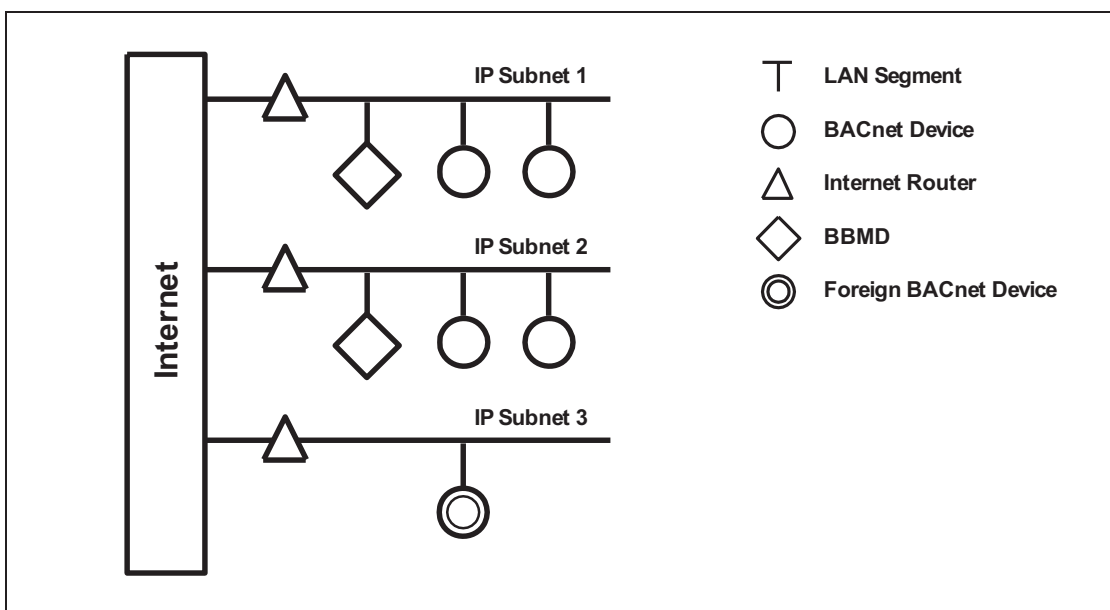 Internet
IP Subnet 1
IP Subnet 2
IP Subnet 3
LAN Segment
BACnet Device
Internet Router
BBMD
Foreign BACnet Device